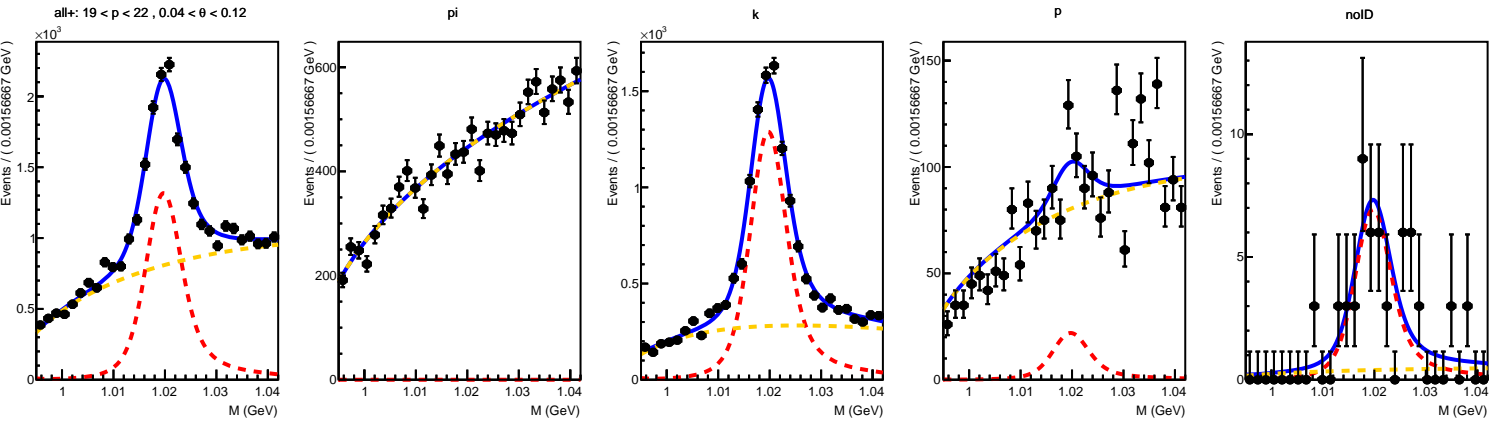 all+: 19 < p < 22 , 0.04 < θ < 0.12
×10³
Events / ( 0.00156667 GeV )
2
1.5
1
0.5
0
1 1.01 1.02 1.03 1.04
M (GeV)
pi
Events / ( 0.00156667 GeV )
600
400
200
0
1 1.01 1.02 1.03 1.04
M (GeV)
k
×10³
Events / ( 0.00156667 GeV )
1.5
1
0.5
0
1 1.01 1.02 1.03 1.04
M (GeV)
p
Events / ( 0.00156667 GeV )
150
100
50
0
1 1.01 1.02 1.03 1.04
M (GeV)
noID
Events / ( 0.00156667 GeV )
10
5
0
1 1.01 1.02 1.03 1.04
M (GeV)